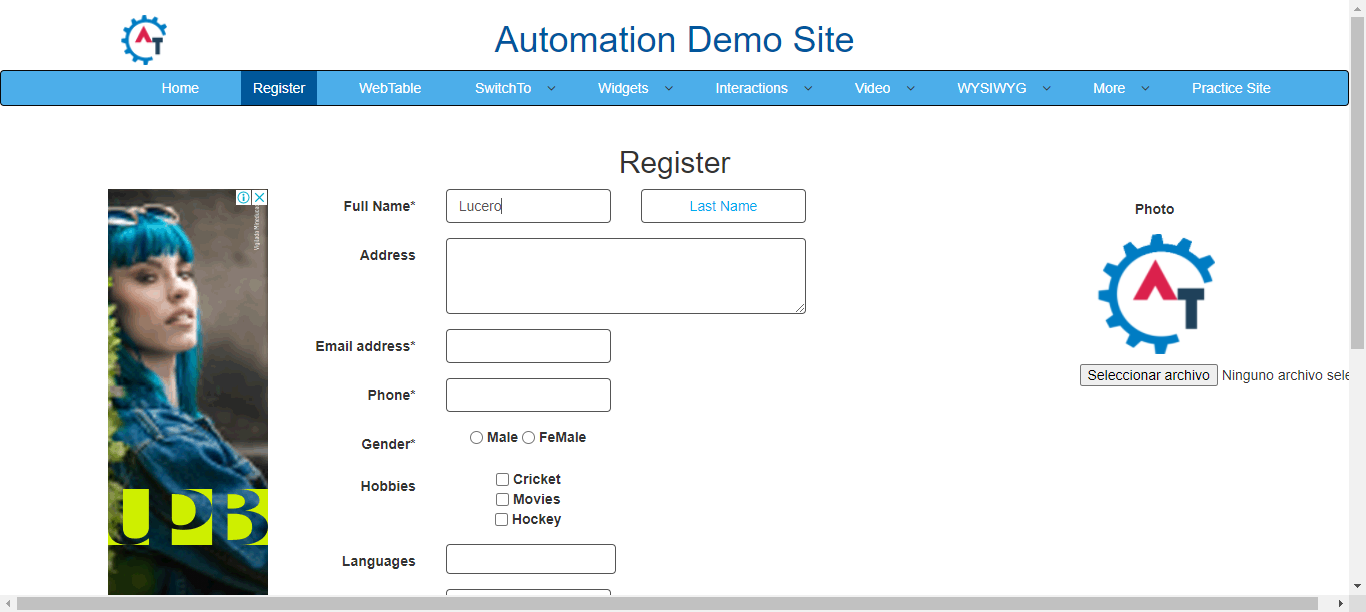 AT
Automation Demo Site
Home Register WebTable SwitchTo Widgets Interactions Video WYSIWYG More Practice Site
Register
Full Name* Lucero Last Name
Photo
Address
AT
Email address*
Seleccionar archivo Ninguno archivo sele
Phone*
Gender* Male FeMale
Hobbies Cricket
Movies
Hockey
UPB
Languages